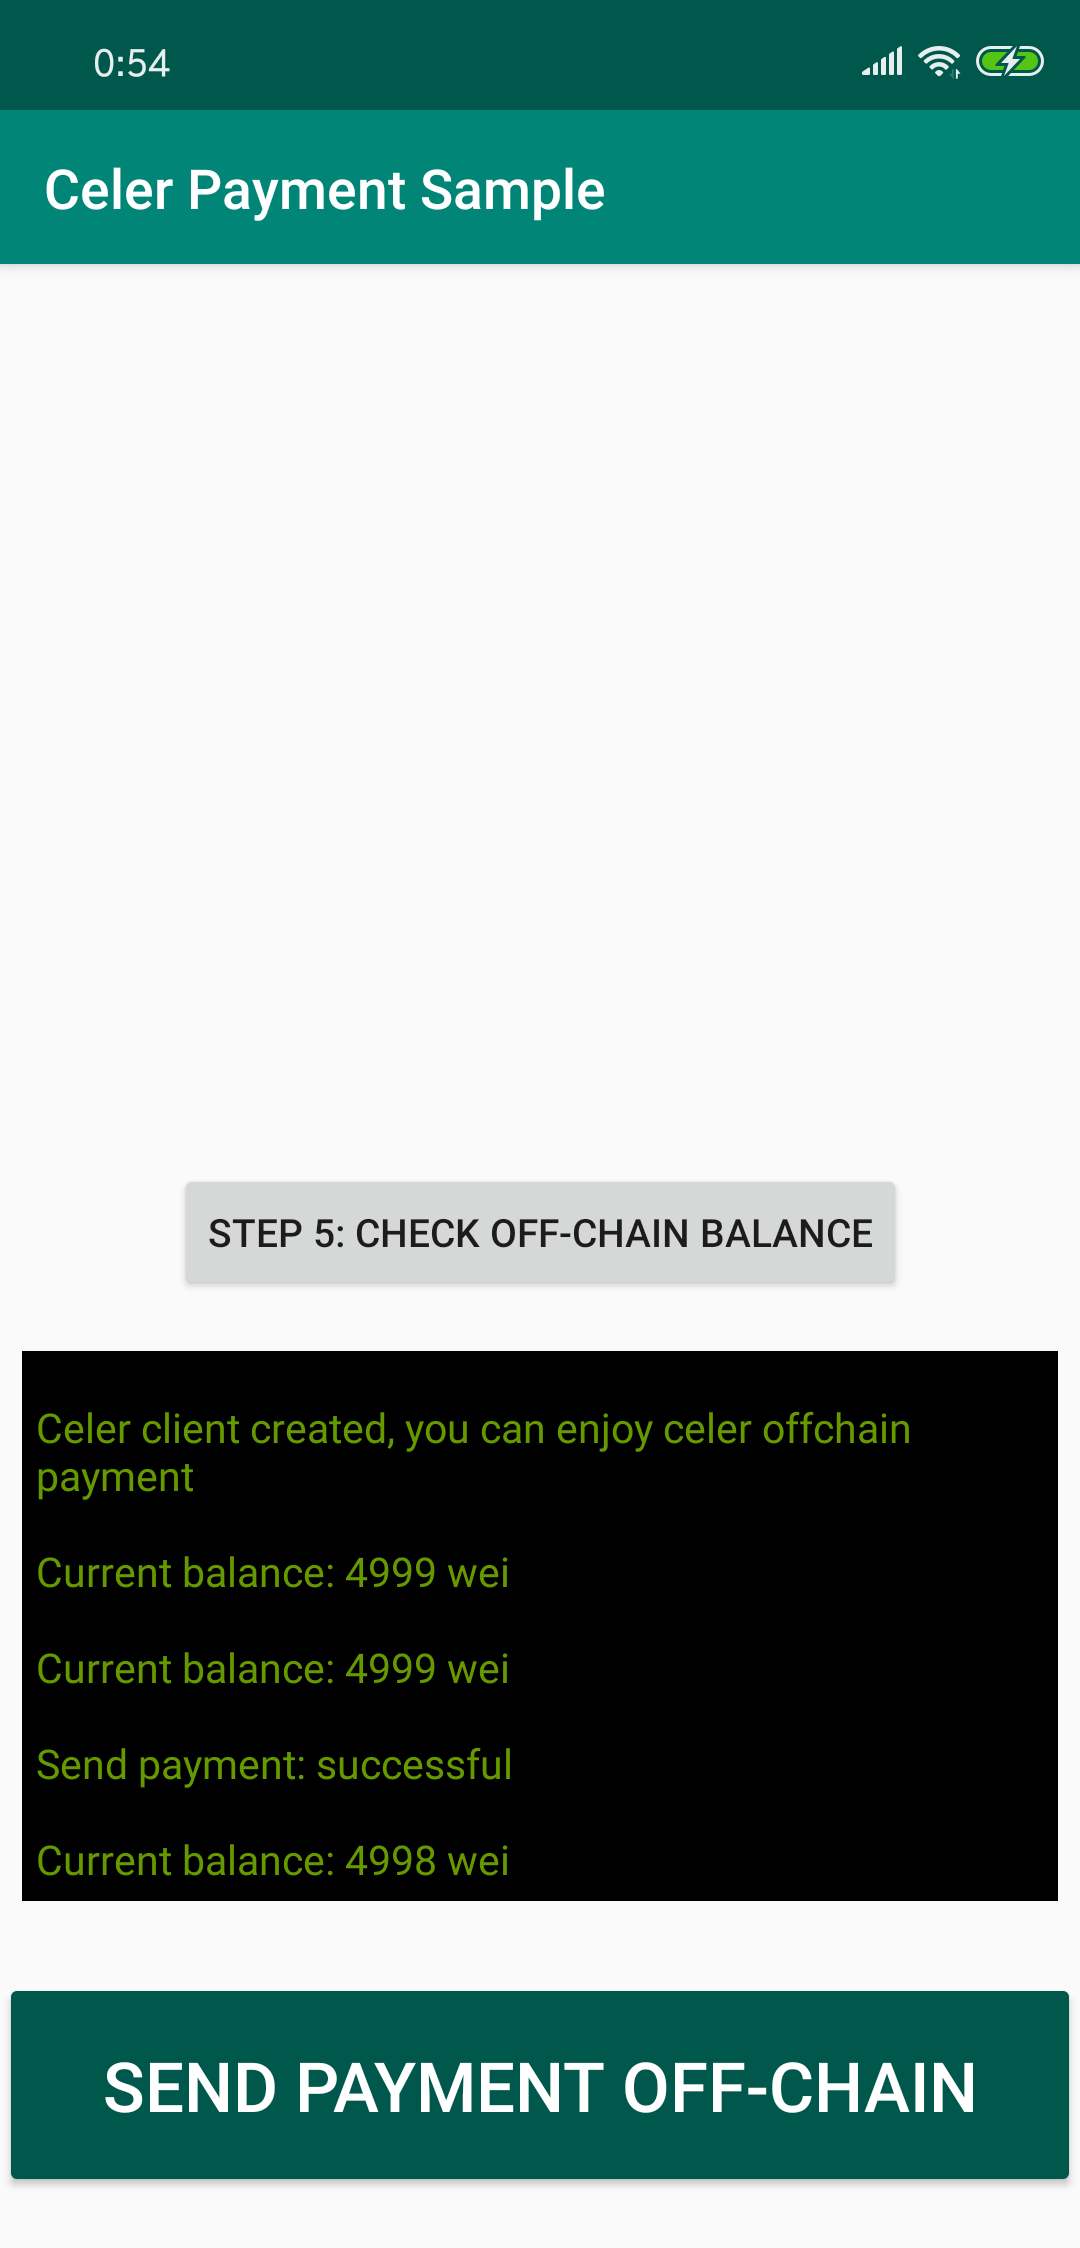 0:54
Celer Payment Sample
STEP 5: CHECK OFF-CHAIN BALANCE
Celer client created, you can enjoy celer offchain
payment
Current balance: 4999 wei
Current balance: 4999 wei
Send payment: successful
Current balance: 4998 wei
SEND PAYMENT OFF-CHAIN